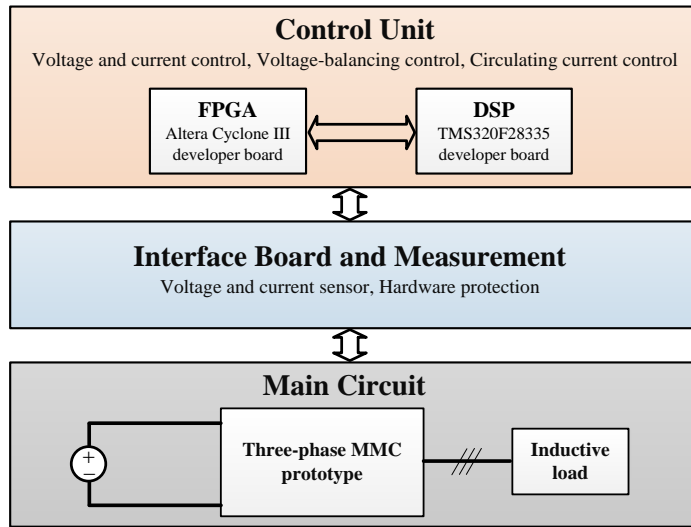 Control Unit
Voltage and current control, Voltage-balancing control, Circulating current control
FPGA
Altera Cyclone III
developer board
DSP
TMS320F28335
developer board
Interface Board and Measurement
Voltage and current sensor, Hardware protection
Main Circuit
+
−
Three-phase MMC
prototype
Inductive
load